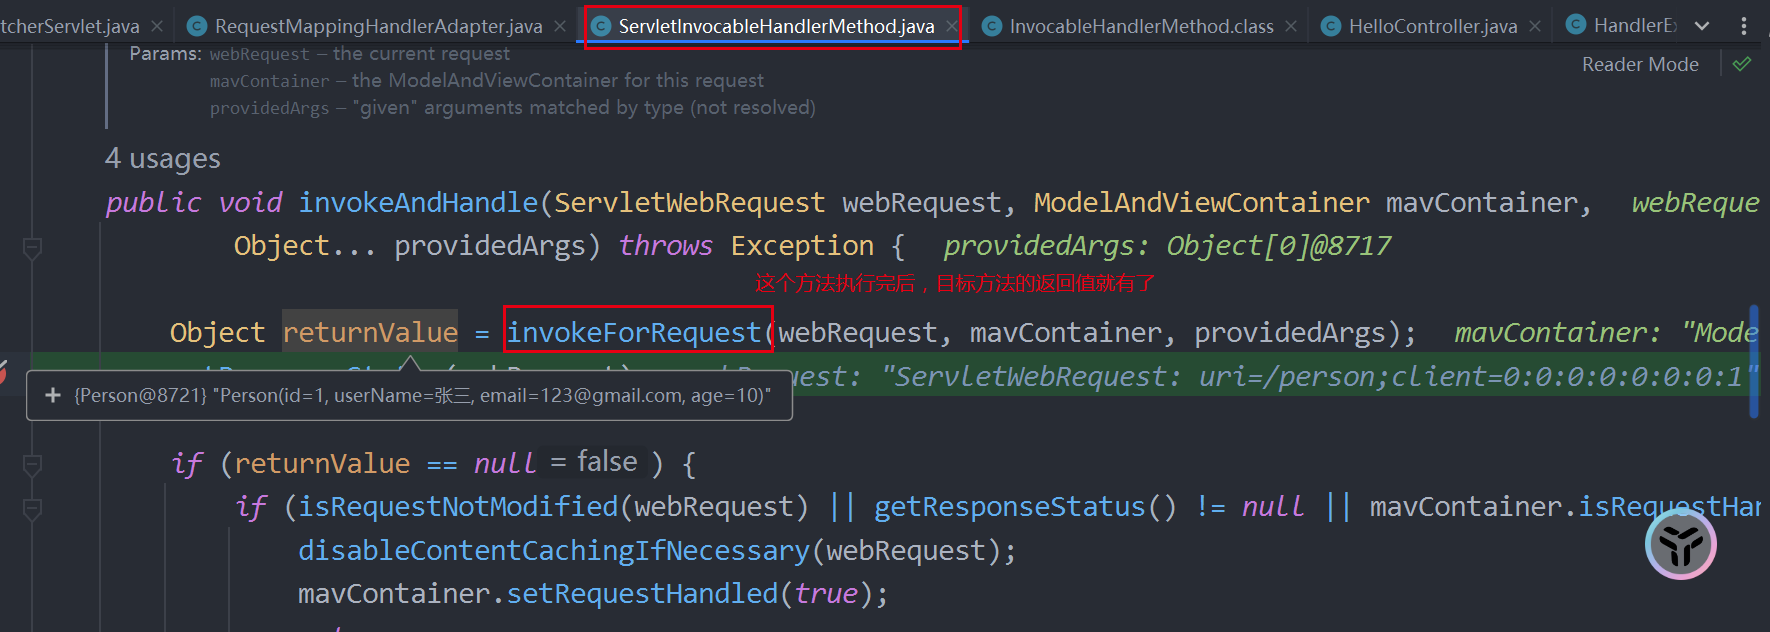 tcherServlet.java RequestMappingHandlerAdapter.java ServletInvocableHandlerMethod.java InvocableHandlerMethod.class HelloController.java HandlerE
Params: webRequest – the current request
Reader Mode
mavContainer – the ModelAndViewContainer for this request
providedArgs – "given" arguments matched by type (not resolved)
4 usages
public void invokeAndHandle(ServletWebRequest webRequest, ModelAndViewContainer mavContainer, webReque
Object... providedArgs) throws Exception { providedArgs: Object[0]@8717
这个方法执行完后，目标方法的返回值就有了
Object returnValue = invokeForRequest(webRequest, mavContainer, providedArgs); mavContainer: "Mode
uest: "ServletWebRequest: uri=/person;client=0:0:0:0:0:0:0:1"
+ {Person@8721} "Person(id=1, userName=张三, email=123@gmail.com, age=10)"
if (returnValue == null = false ) {
if (isRequestNotModified(webRequest) || getResponseStatus() != null || mavContainer.isRequestHan
disableContentCachingIfNecessary(webRequest);
mavContainer.setRequestHandled(true);